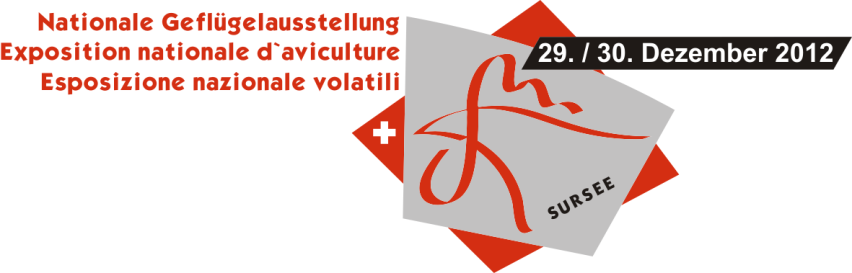 Nationale Geflügelausstellung
Exposition nationale d`aviculture
Esposizione nazionale volatili
29. / 30. Dezember 2012
SURSEE